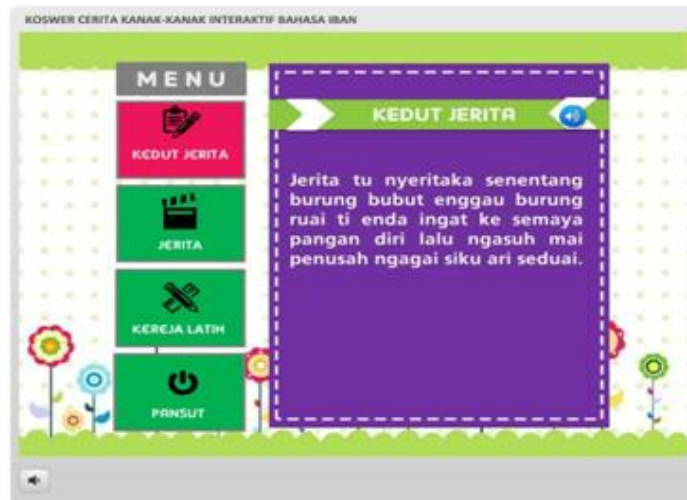 KOSWER CERITA KANAK-KANAK INTERAKTIF BAHASA IBAN
MENU
KEDUT JERITA
JERITA
KEREJA LATIH
PANSUT
KEDUT JERITA
Jerita tu nyeritaka senentang
burung bubut enggau burung
ruai ti enda ingat ke semaya
pangan diri lalu ngasuh mai
penusah ngagai siku ari seduai.